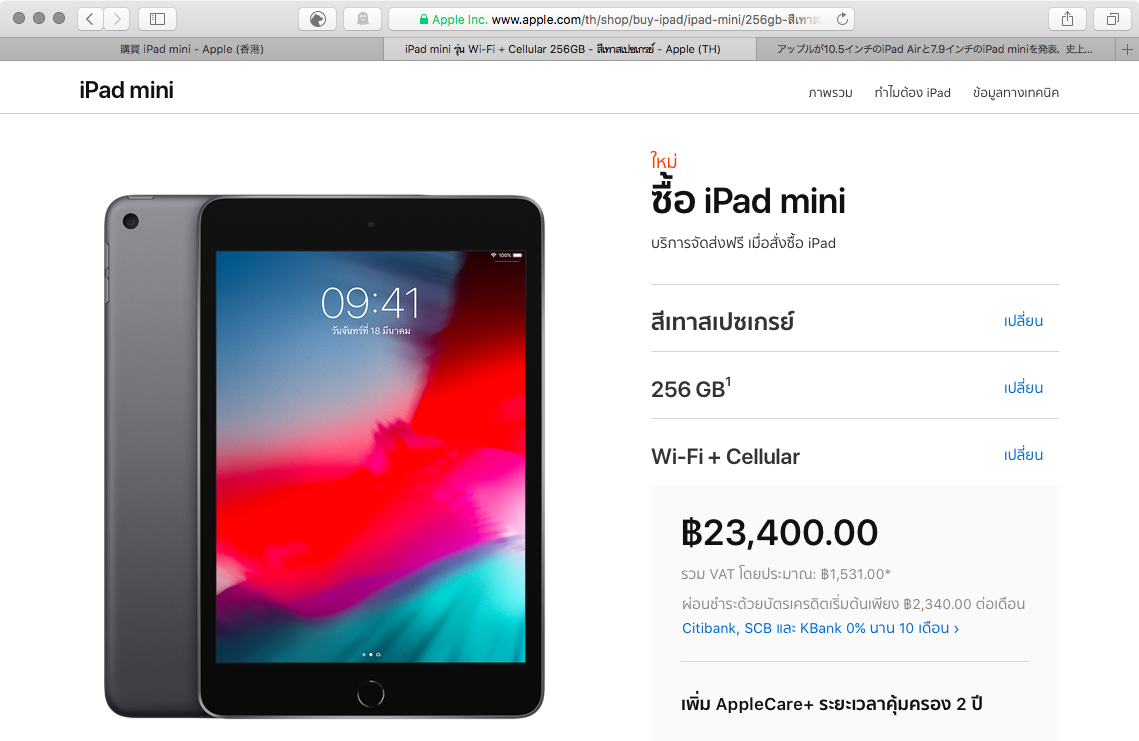 Apple Inc. www.apple.com/th/shop/buy-ipad/ipad-mini/256gb-สีเทาส
購買 iPad mini - Apple (香港)
iPad mini รุ่น Wi-Fi + Cellular 256GB - สีเทาสเปซเกรย์ - Apple (TH)
アップルが10.5インチのiPad Airと7.9インチのiPad miniを発表、史上...
iPad mini
ภาพรวม
ทำไมต้อง iPad
ข้อมูลทางเทคนิค
ใหม่
ซื้อ iPad mini
บริการจัดส่งฟรี เมื่อสั่งซื้อ iPad
100%
09:41
วันจันทร์ที่ 18 มีนาคม
สีเทาสเปซเกรย์
เปลี่ยน
256 GB¹
เปลี่ยน
Wi-Fi + Cellular
เปลี่ยน
฿23,400.00
รวม VAT โดยประมาณ: ฿1,531.00*
ผ่อนชำระด้วยบัตรเครดิตเริ่มต้นเพียง ฿2,340.00 ต่อเดือน
Citibank, SCB และ KBank 0% นาน 10 เดือน ›
เพิ่ม AppleCare+ ระยะเวลาคุ้มครอง 2 ปี